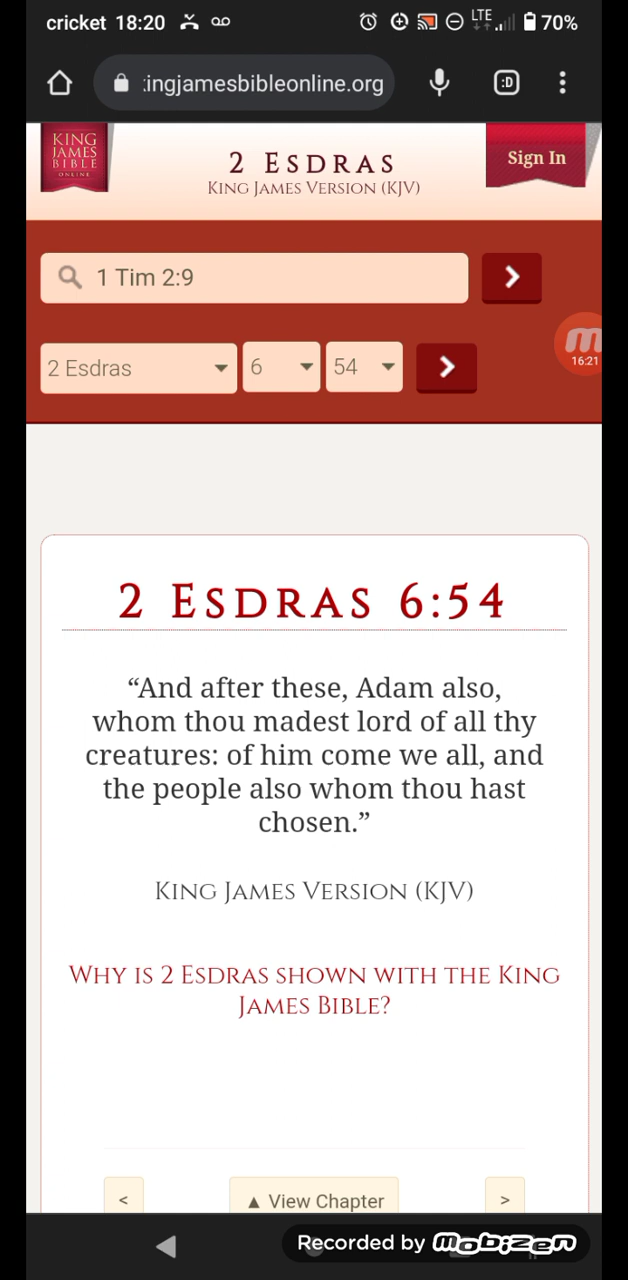 cricket 18:20 LTE 70%
:ingjamesbibleonline.org :D
KING
JAMES
BIBLE
ONLINE
2 ESDRAS
KING JAMES VERSION (KJV)
Sign In
1 Tim 2:9
16:21
2 Esdras 6 54
2 ESDRAS 6:54
“And after these, Adam also,
whom thou madest lord of all thy
creatures: of him come we all, and
the people also whom thou hast
chosen.”
KING JAMES VERSION (KJV)
WHY IS 2 ESDRAS SHOWN WITH THE KING
JAMES BIBLE?
< ▲ View Chapter >
Recorded by mobizen